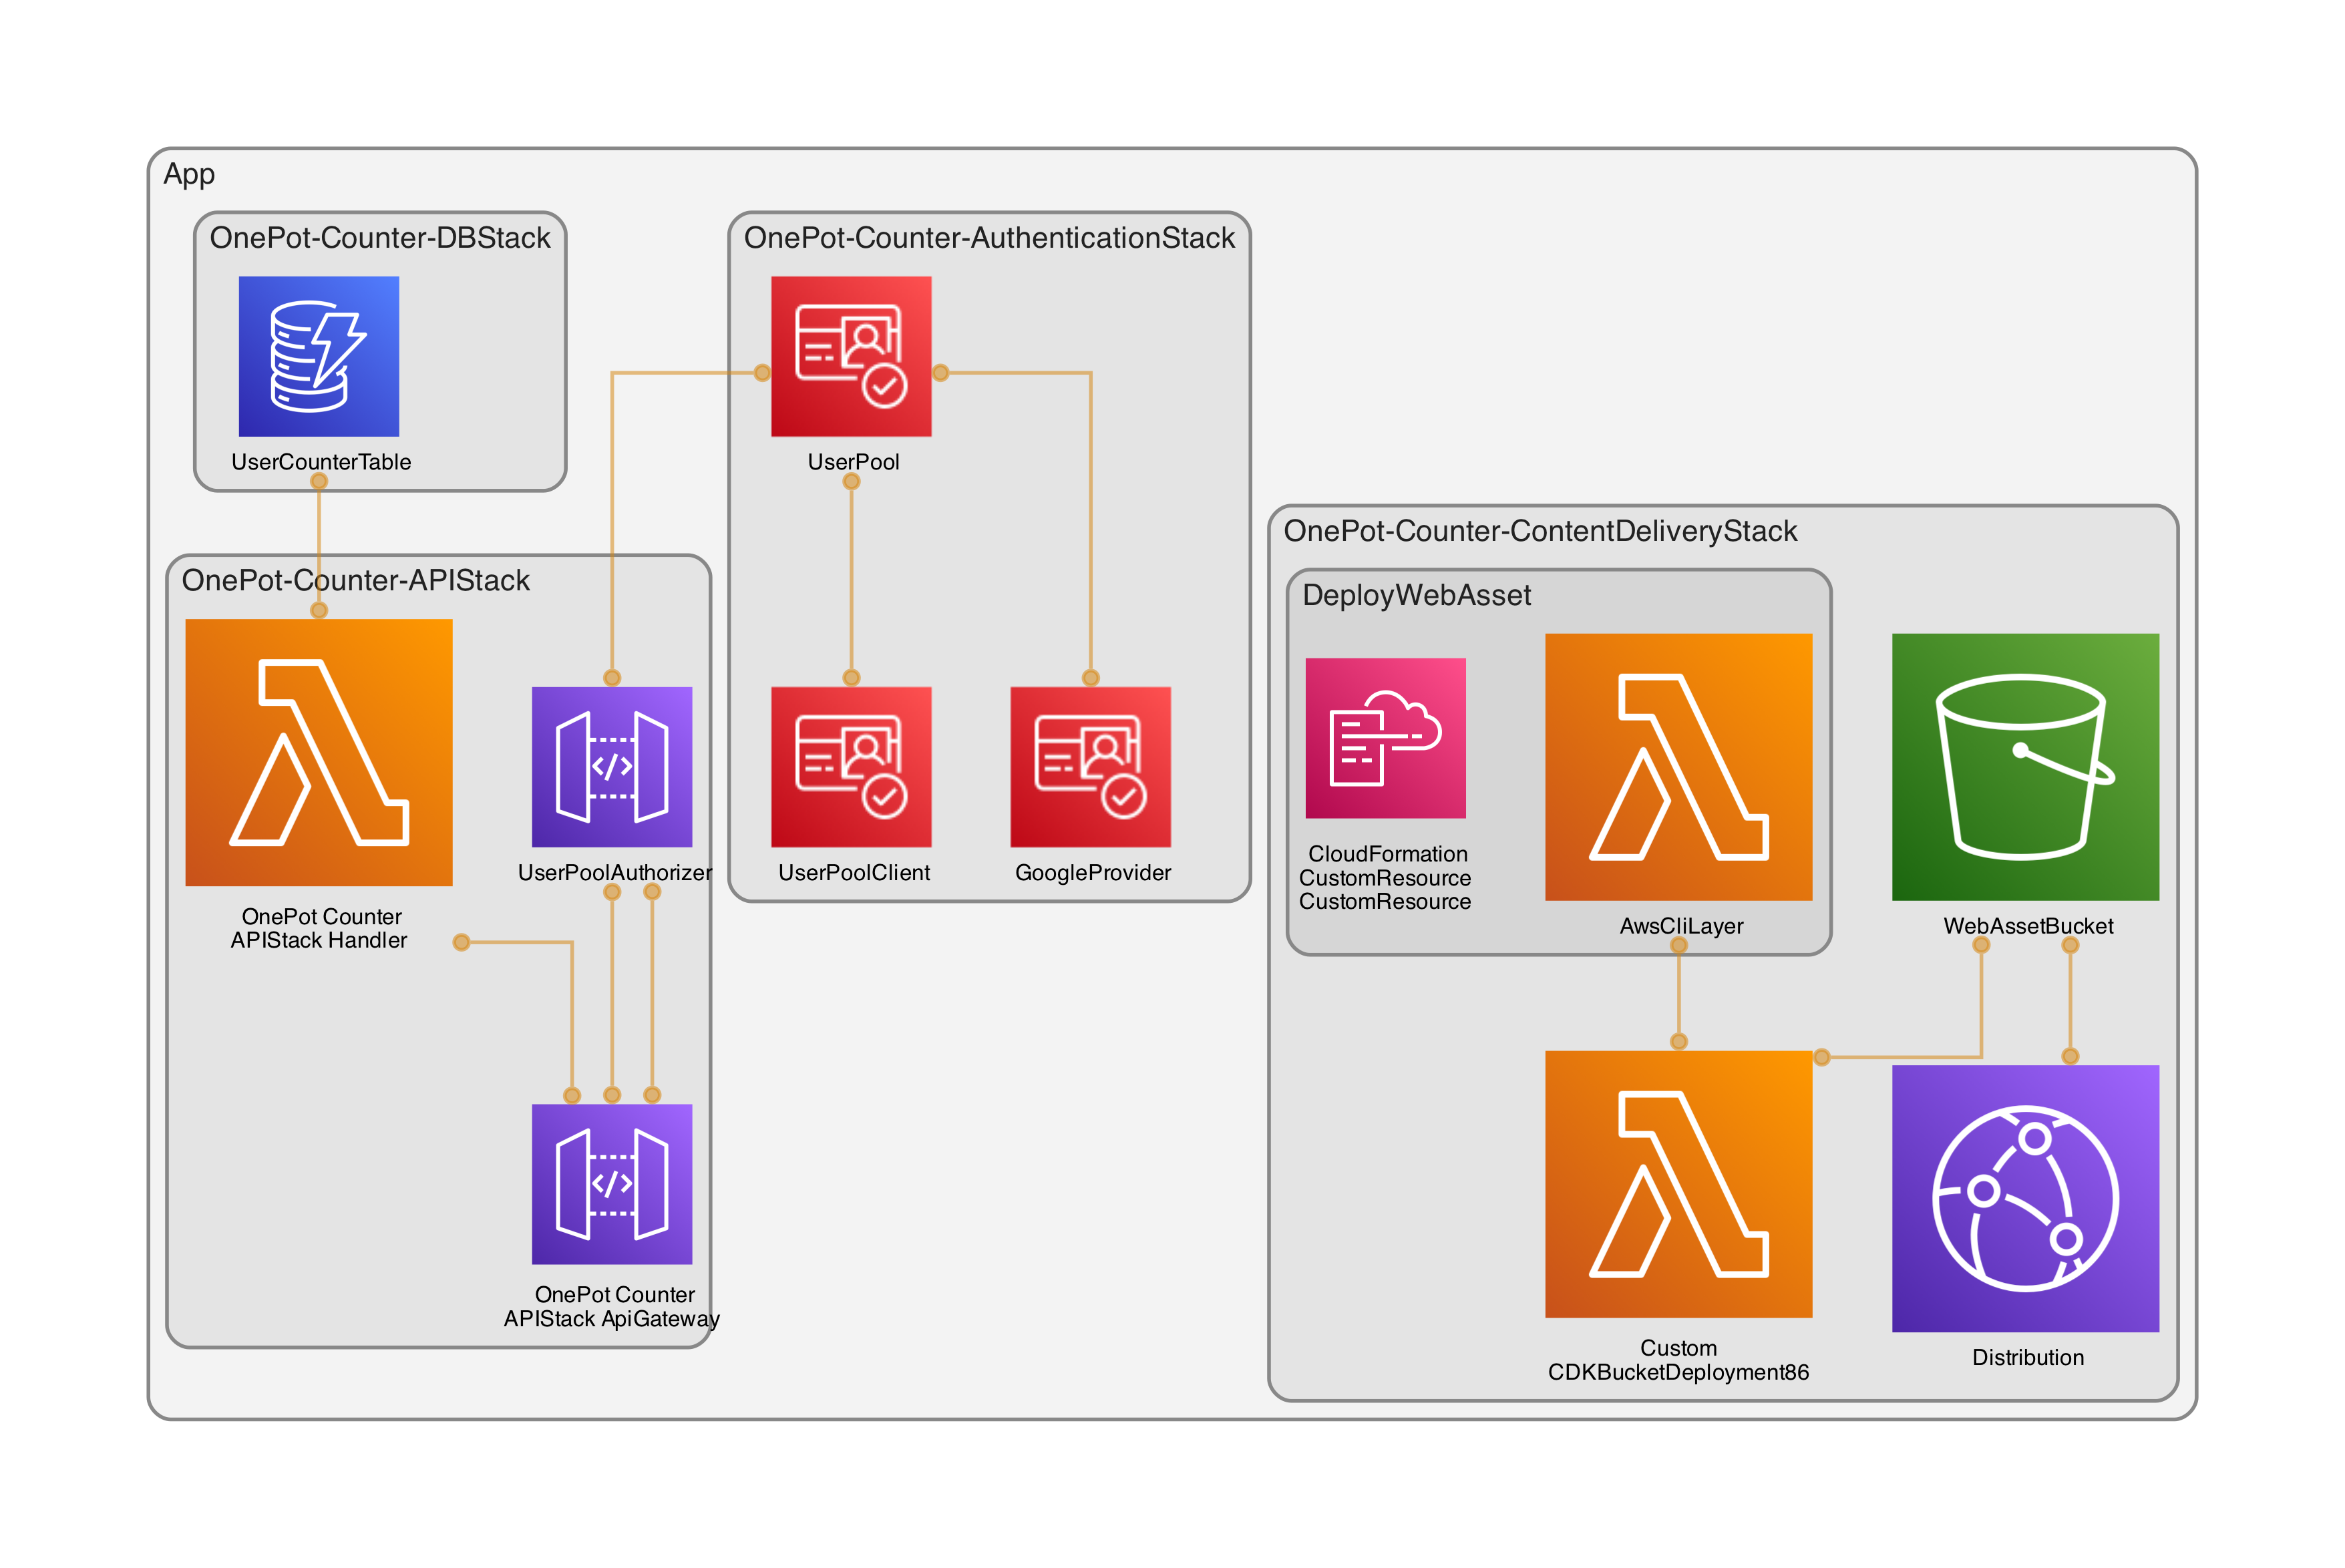 App
OnePot-Counter-DBStack
UserCounterTable
OnePot-Counter-AuthenticationStack
UserPool
UserPoolClient
GoogleProvider
OnePot-Counter-APIStack
OnePot Counter
APIStack Handler
UserPoolAuthorizer
OnePot Counter
APIStack ApiGateway
OnePot-Counter-ContentDeliveryStack
DeployWebAsset
CloudFormation
CustomResource
CustomResource
AwsCliLayer
WebAssetBucket
Custom
CDKBucketDeployment86
Distribution